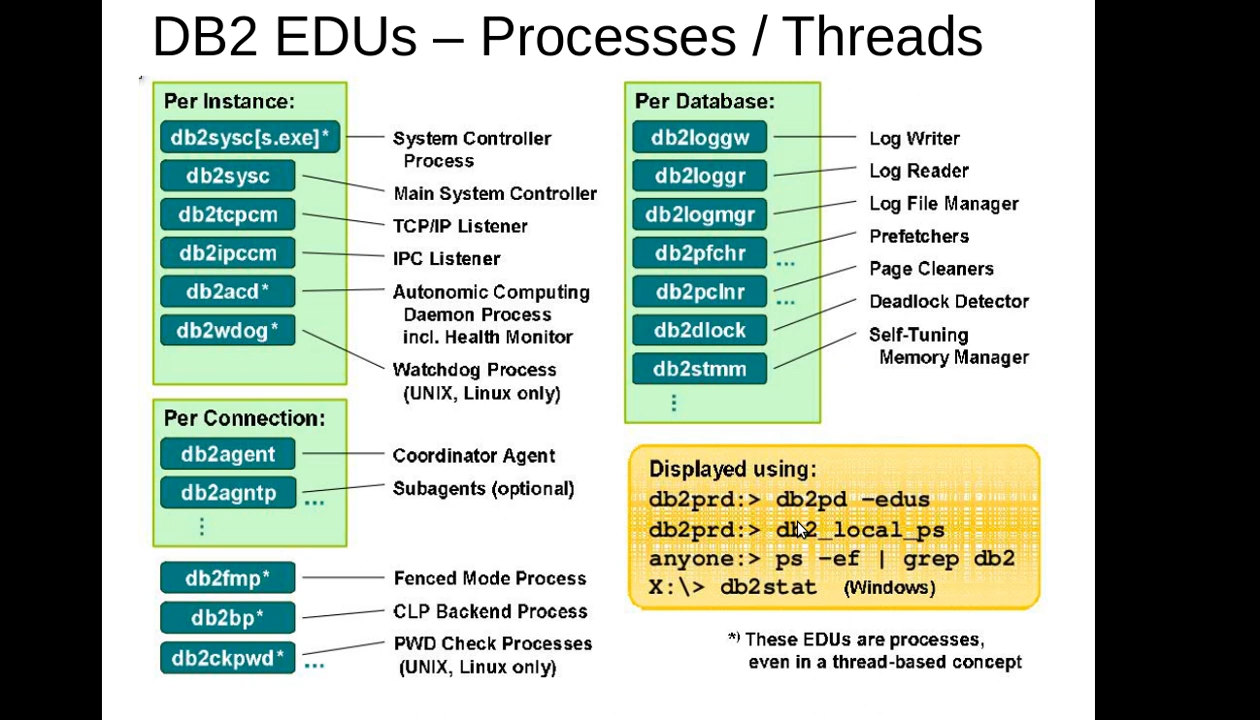 DB2 EDUs – Processes / Threads
Per Instance:
db2sysc[s.exe]*
System Controller
Process
db2sysc
Main System Controller
db2tcpcm
TCP/IP Listener
db2ipccm
IPC Listener
db2acd*
Autonomic Computing
Daemon Process
incl. Health Monitor
db2wdog*
Watchdog Process
(UNIX, Linux only)
Per Connection:
db2agent
Coordinator Agent
db2agntp ...
Subagents (optional)
⋮
db2fmp*
Fenced Mode Process
db2bp*
CLP Backend Process
db2ckpwd* ...
PWD Check Processes
(UNIX, Linux only)
Per Database:
db2loggw
Log Writer
db2loggr
Log Reader
db2logmgr
Log File Manager
db2pfchr ...
Prefetchers
db2pclnr ...
Page Cleaners
db2dlock
Deadlock Detector
db2stmm
Self-Tuning
Memory Manager
⋮
Displayed using:
db2prd:> db2pd –edus
db2prd:> db2_local_ps
anyone:> ps –ef | grep db2
X:\> db2stat (Windows)
*) These EDUs are processes,
even in a thread-based concept